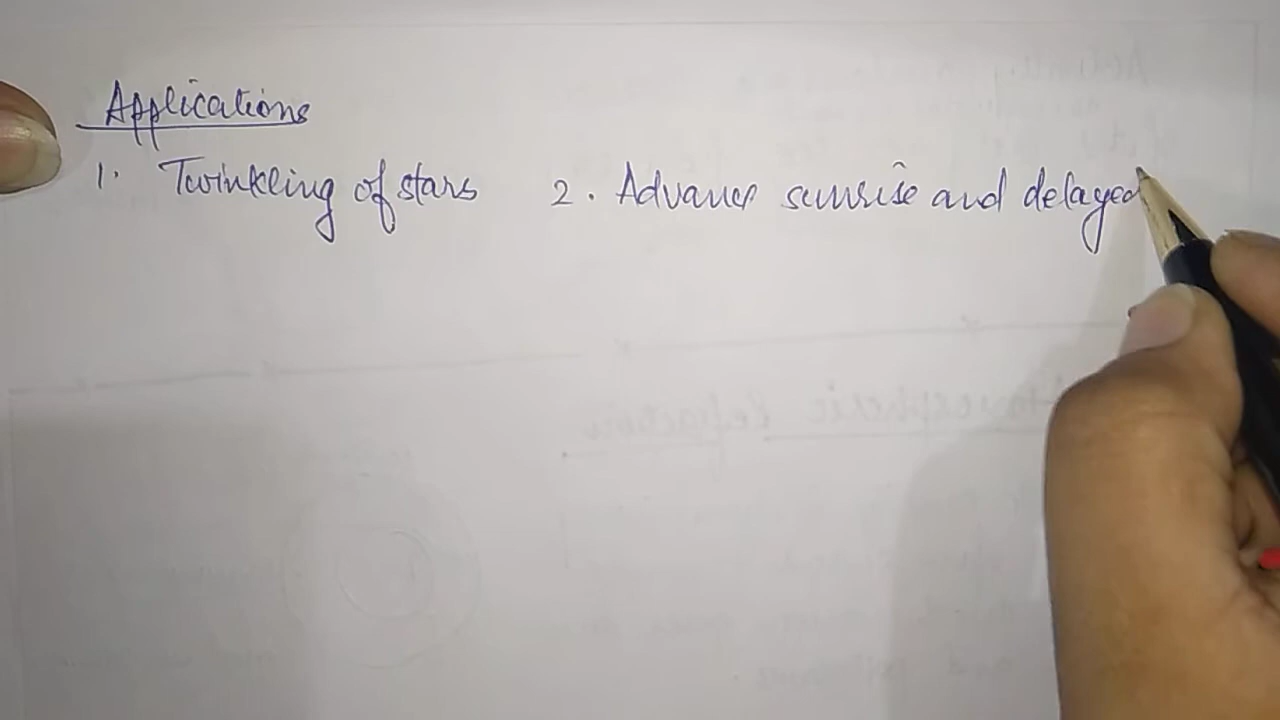 Applications
1. Twinkling of stars 2. Advance sunrise and delayed